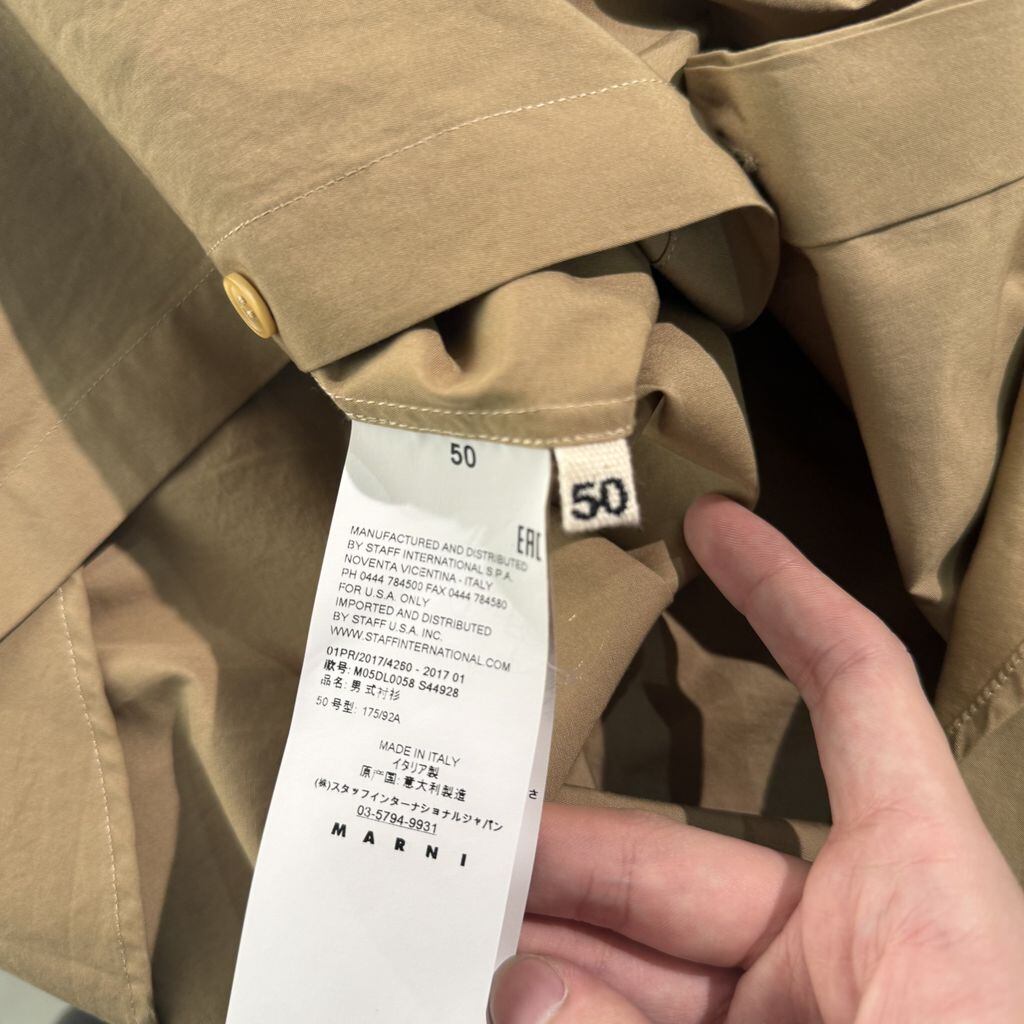 50
50
EAC
MANUFACTURED AND DISTRIBUTED
BY STAFF INTERNATIONAL S.P.A.
NOVENTA VICENTINA - ITALY
PH 0444 784500 FAX 0444 784580
FOR U.S.A. ONLY
IMPORTED AND DISTRIBUTED
BY STAFF U.S.A. INC.
WWW.STAFFINTERNATIONAL.COM
01PR/2017/4260 - 2017 01
款号: M05DL0058 S44928
品名: 男式衬衫
50 号型: 175/92A
MADE IN ITALY
イタリア製
原产国: 意大利製造
(株)スタッフインターナショナルジャパン
03-5794-9931
MARNI
さ